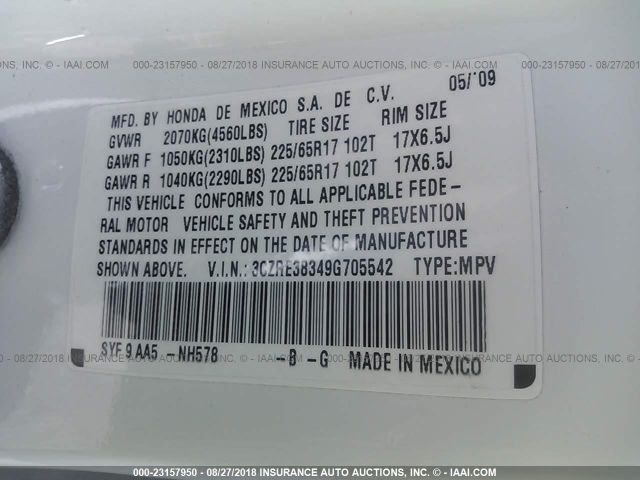 000-23157950 - 08/27/2018 INSURANCE AUTO AUCTIONS, INC. - © IAAI.COM
05/'09
MFD. BY HONDA DE MEXICO S.A. DE C.V.
GVWR 2070KG(4560LBS) TIRE SIZE RIM SIZE
GAWR F 1050KG(2310LBS) 225/65R17 102T 17X6.5J
GAWR R 1040KG(2290LBS) 225/65R17 102T 17X6.5J
THIS VEHICLE CONFORMS TO ALL APPLICABLE FEDE-
RAL MOTOR VEHICLE SAFETY AND THEFT PREVENTION
STANDARDS IN EFFECT ON THE DATE OF MANUFACTURE
SHOWN ABOVE. V.I.N.: 3CZRE38349G705542 TYPE:MPV
SYF 9 AA5 -NH578 -B -G MADE IN MEXICO
000-23157950 - 08/27/2018 INSURANCE AUTO AUCTIONS, INC. - © IAAI.COM